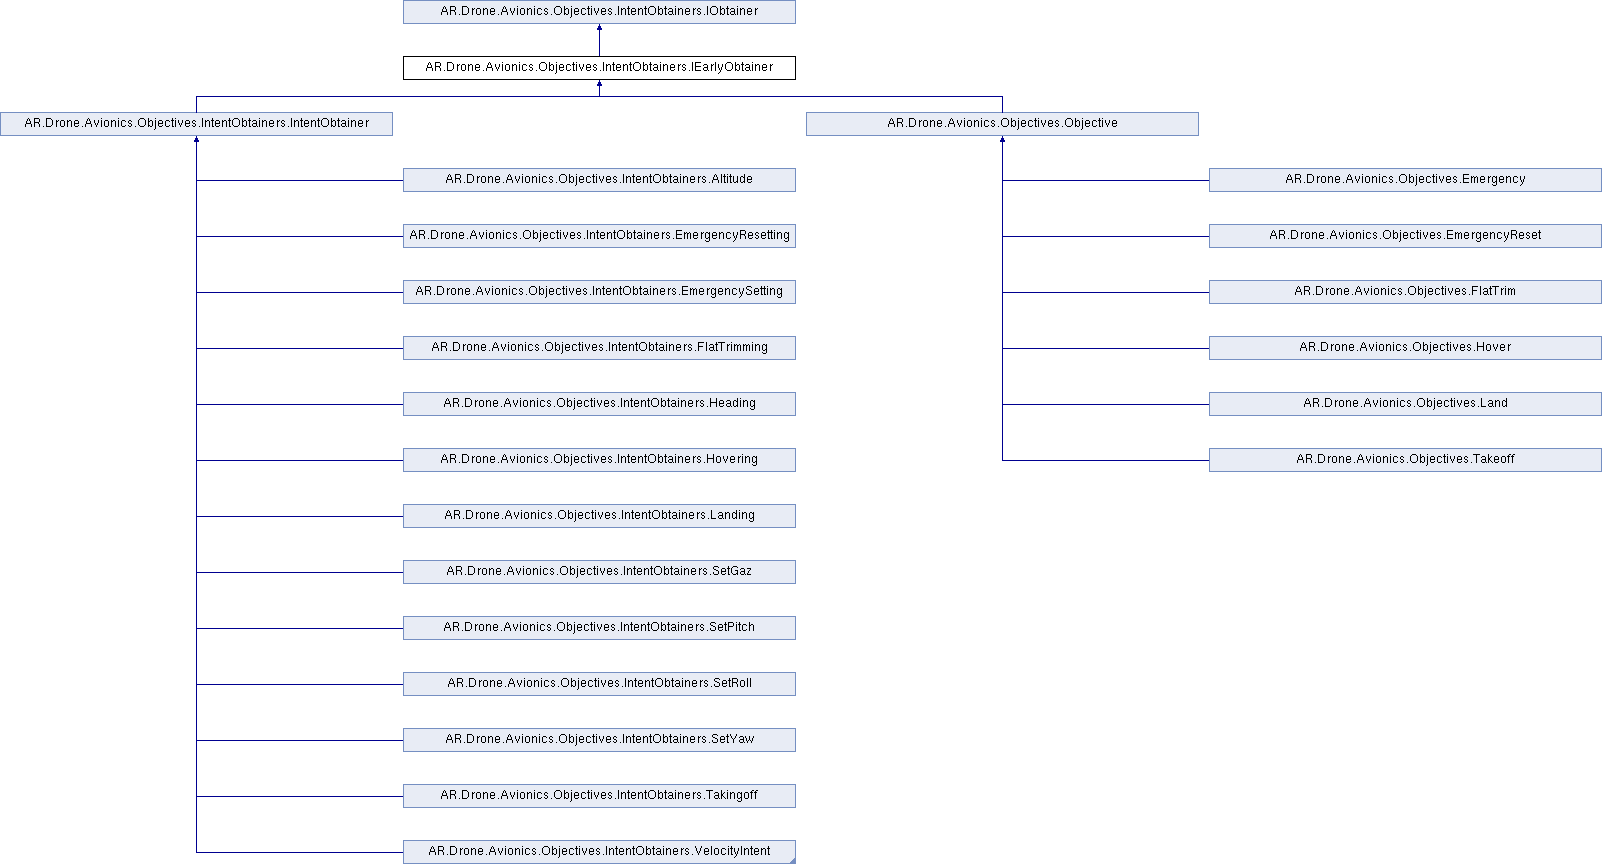 AR.Drone.Avionics.Objectives.IntentObtainers.IObtainer
AR.Drone.Avionics.Objectives.IntentObtainers.IEarlyObtainer
AR.Drone.Avionics.Objectives.IntentObtainers.IntentObtainer
AR.Drone.Avionics.Objectives.Objective
AR.Drone.Avionics.Objectives.IntentObtainers.Altitude
AR.Drone.Avionics.Objectives.Emergency
AR.Drone.Avionics.Objectives.IntentObtainers.EmergencyResetting
AR.Drone.Avionics.Objectives.EmergencyReset
AR.Drone.Avionics.Objectives.IntentObtainers.EmergencySetting
AR.Drone.Avionics.Objectives.FlatTrim
AR.Drone.Avionics.Objectives.IntentObtainers.FlatTrimming
AR.Drone.Avionics.Objectives.Hover
AR.Drone.Avionics.Objectives.IntentObtainers.Heading
AR.Drone.Avionics.Objectives.Land
AR.Drone.Avionics.Objectives.IntentObtainers.Hovering
AR.Drone.Avionics.Objectives.Takeoff
AR.Drone.Avionics.Objectives.IntentObtainers.Landing
AR.Drone.Avionics.Objectives.IntentObtainers.SetGaz
AR.Drone.Avionics.Objectives.IntentObtainers.SetPitch
AR.Drone.Avionics.Objectives.IntentObtainers.SetRoll
AR.Drone.Avionics.Objectives.IntentObtainers.SetYaw
AR.Drone.Avionics.Objectives.IntentObtainers.Takingoff
AR.Drone.Avionics.Objectives.IntentObtainers.VelocityIntent